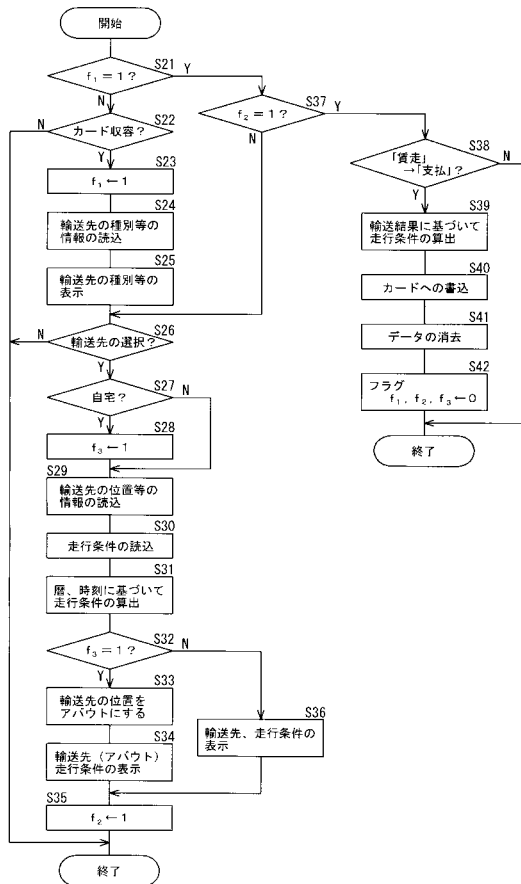 開始
S21
f₁＝1？
Y
N
S22
カード収容？
N
Y
S23
f₁←1
S24
輸送先の種別等の
情報の読込
S25
輸送先の種別等の
表示
S26
輸送先の選択？
N
Y
S27
自宅？
N
Y
S28
f₃←1
S29
輸送先の位置等の
情報の読込
S30
走行条件の読込
S31
暦、時刻に基づいて
走行条件の算出
S32
f₃＝1？
N
Y
S33
輸送先の位置を
アバウトにする
S34
輸送先（アバウト）
走行条件の表示
S36
輸送先、走行条件の
表示
S35
f₂←1
終了
S37
f₂＝1？
Y
N
S38
「賃走」
→「支払」？
N
Y
S39
輸送結果に基づいて
走行条件の算出
S40
カードへの書込
S41
データの消去
S42
フラグ
f₁, f₂, f₃←0
終了